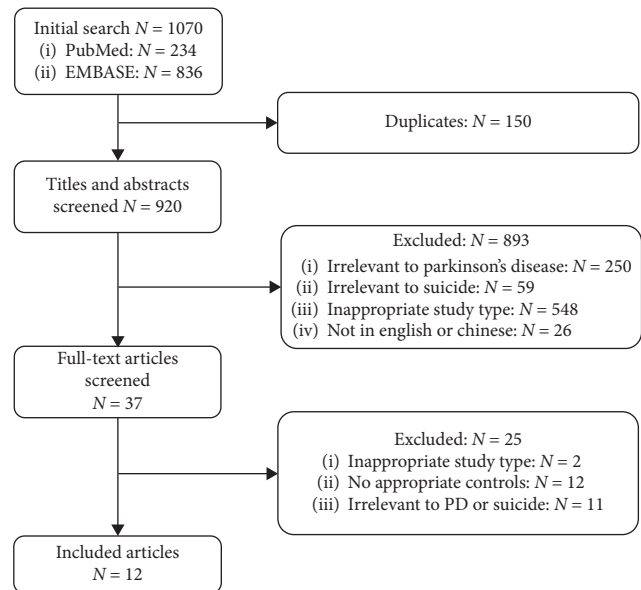 Initial search N = 1070
(i) PubMed: N = 234
(ii) EMBASE: N = 836
Duplicates: N = 150
Titles and abstracts
screened N = 920
Excluded: N = 893
(i) Irrelevant to parkinson's disease: N = 250
(ii) Irrelevant to suicide: N = 59
(iii) Inappropriate study type: N = 548
(iv) Not in english or chinese: N = 26
Full-text articles
screened
N = 37
Excluded: N = 25
(i) Inappropriate study type: N = 2
(ii) No appropriate controls: N = 12
(iii) Irrelevant to PD or suicide: N = 11
Included articles
N = 12